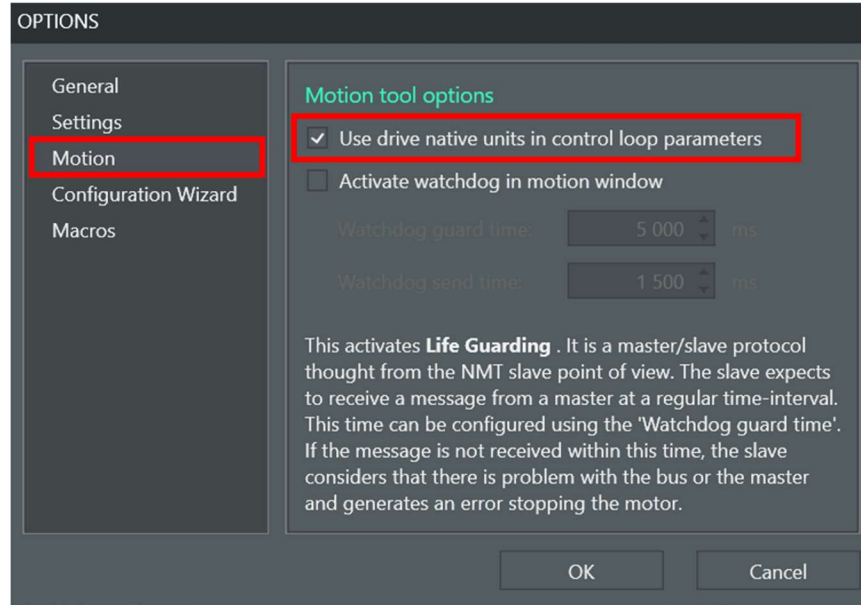 OPTIONS
General
Settings
Motion
Configuration Wizard
Macros
Motion tool options
Use drive native units in control loop parameters
Activate watchdog in motion window
Watchdog guard time: 5 000 ms
Watchdog send time: 1 500 ms
This activates Life Guarding . It is a master/slave protocol
thought from the NMT slave point of view. The slave expects
to receive a message from a master at a regular time-interval.
This time can be configured using the 'Watchdog guard time'.
If the message is not received within this time, the slave
considers that there is problem with the bus or the master
and generates an error stopping the motor.
OK Cancel